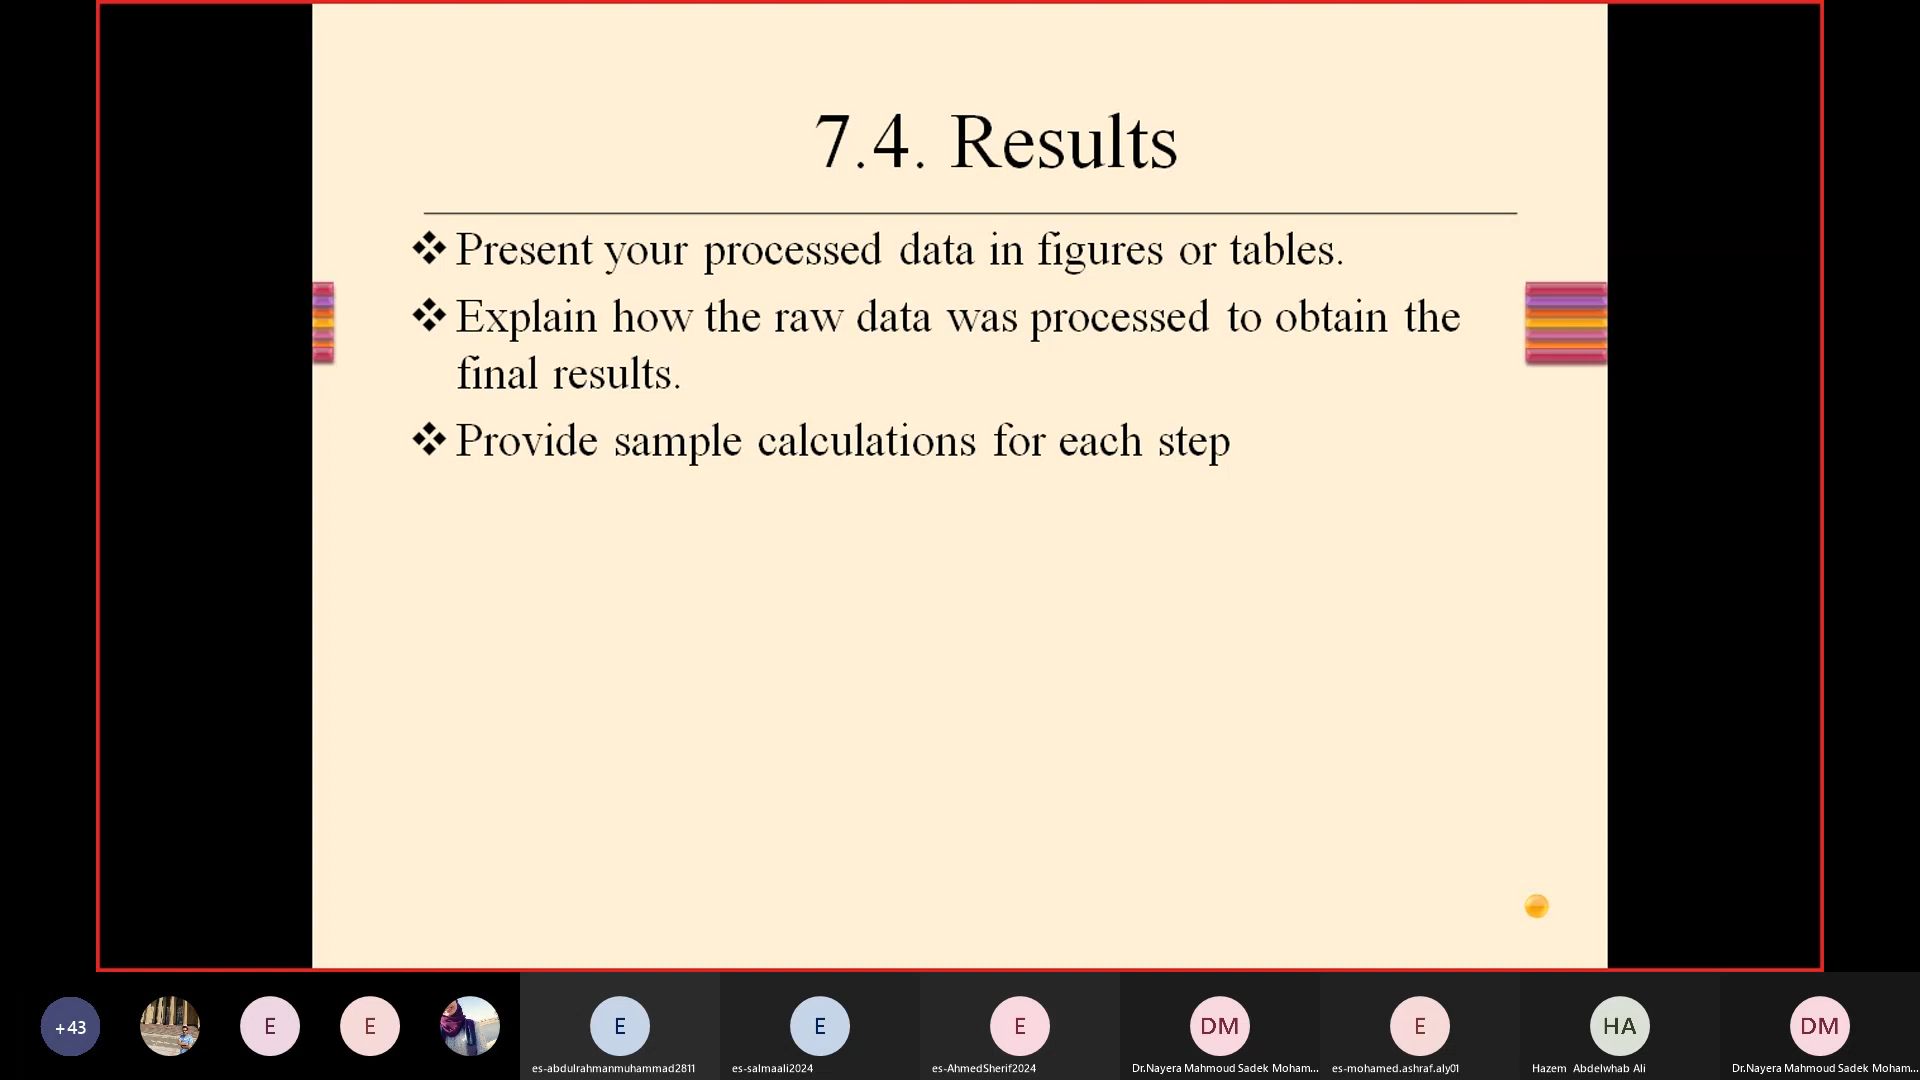 7.4. Results
❖ Present your processed data in figures or tables.
❖ Explain how the raw data was processed to obtain the
final results.
❖ Provide sample calculations for each step
+43
E
E
E
E
E
DM
E
HA
DM
es-abdulrahmanmuhammad2811
es-salmaali2024
es-AhmedSherif2024
Dr.Nayera Mahmoud Sadek Moham...
es-mohamed.ashraf.aly01
Hazem Abdelwhab Ali
Dr.Nayera Mahmoud Sadek Moham...